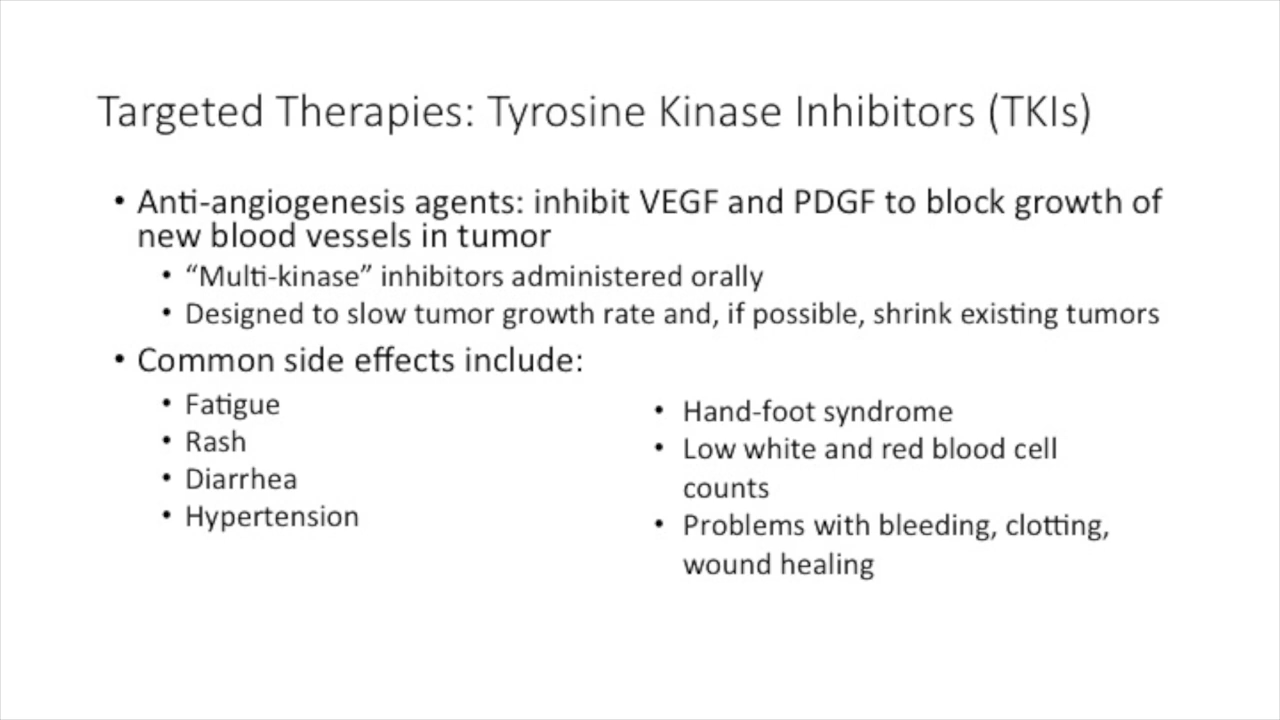 Targeted Therapies: Tyrosine Kinase Inhibitors (TKIs)
• Anti-angiogenesis agents: inhibit VEGF and PDGF to block growth of
new blood vessels in tumor
• “Multi-kinase” inhibitors administered orally
• Designed to slow tumor growth rate and, if possible, shrink existing tumors
• Common side effects include:
• Fatigue
• Rash
• Diarrhea
• Hypertension
• Hand-foot syndrome
• Low white and red blood cell
counts
• Problems with bleeding, clotting,
wound healing